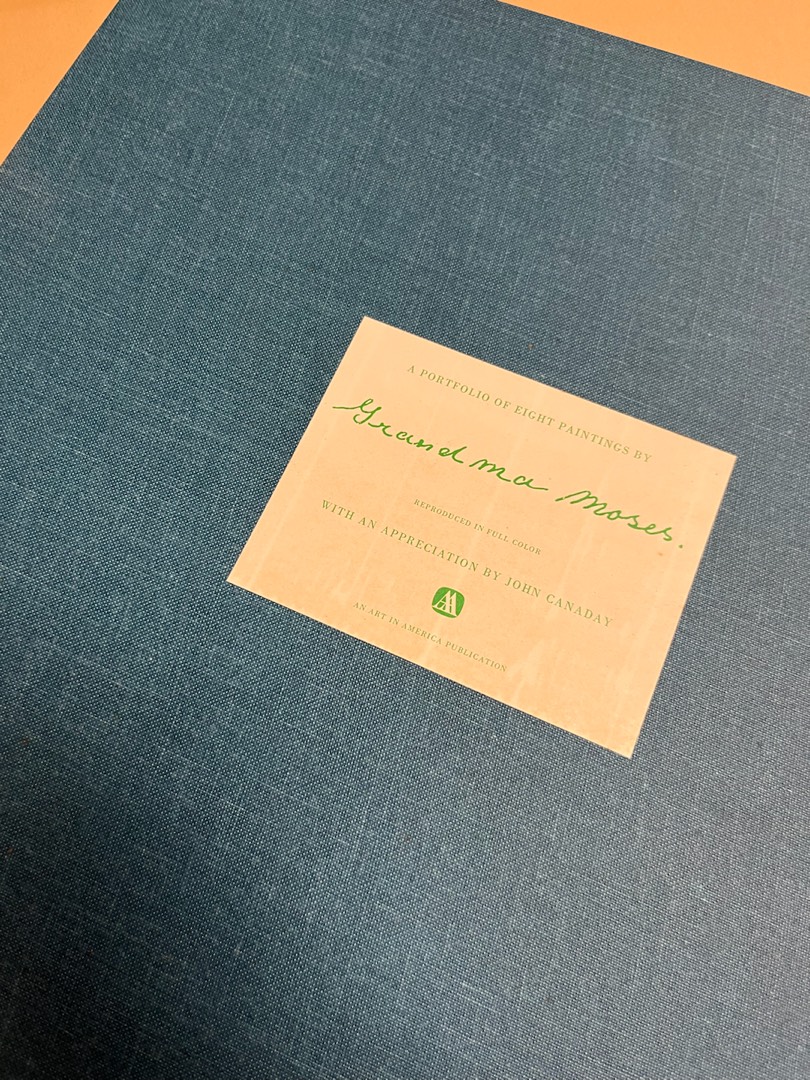 A PORTFOLIO OF EIGHT PAINTINGS BY
Grandma Moses.
REPRODUCED IN FULL COLOR
WITH AN APPRECIATION BY JOHN CANADAY
AN ART IN AMERICA PUBLICATION